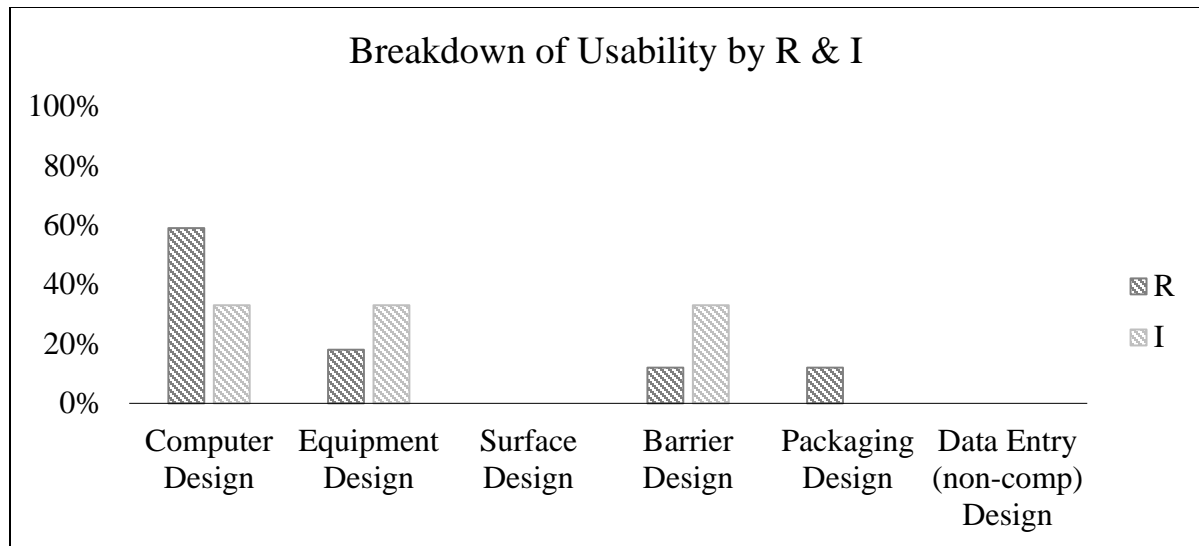 Breakdown of Usability by R & I
100%
80%
60%
40%
20%
0%
Computer Design
Equipment Design
Surface Design
Barrier Design
Packaging Design
Data Entry (non-comp) Design
R
I